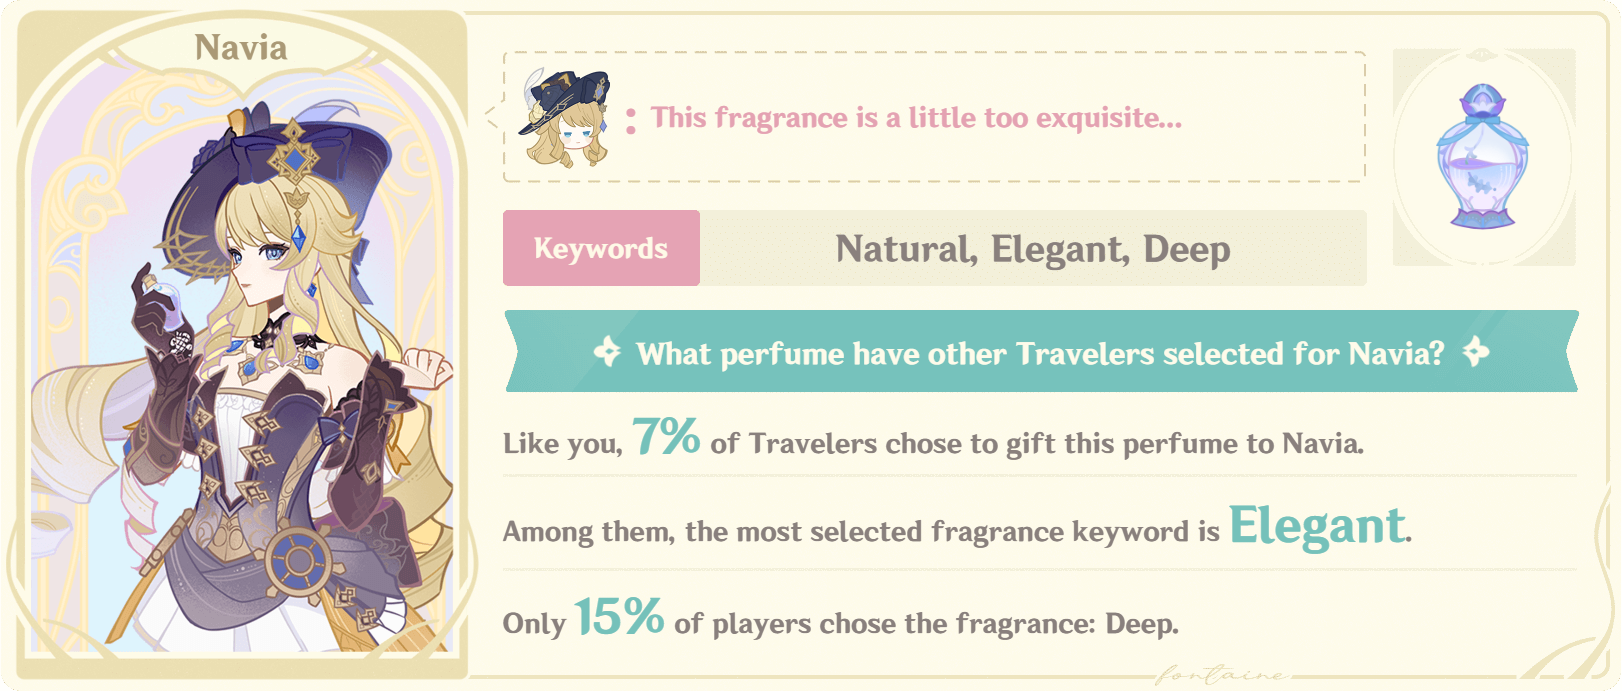 Navia
: This fragrance is a little too exquisite...
Keywords
Natural, Elegant, Deep
What perfume have other Travelers selected for Navia?
Like you, 7% of Travelers chose to gift this perfume to Navia.
Among them, the most selected fragrance keyword is Elegant.
Only 15% of players chose the fragrance: Deep.
fontaine